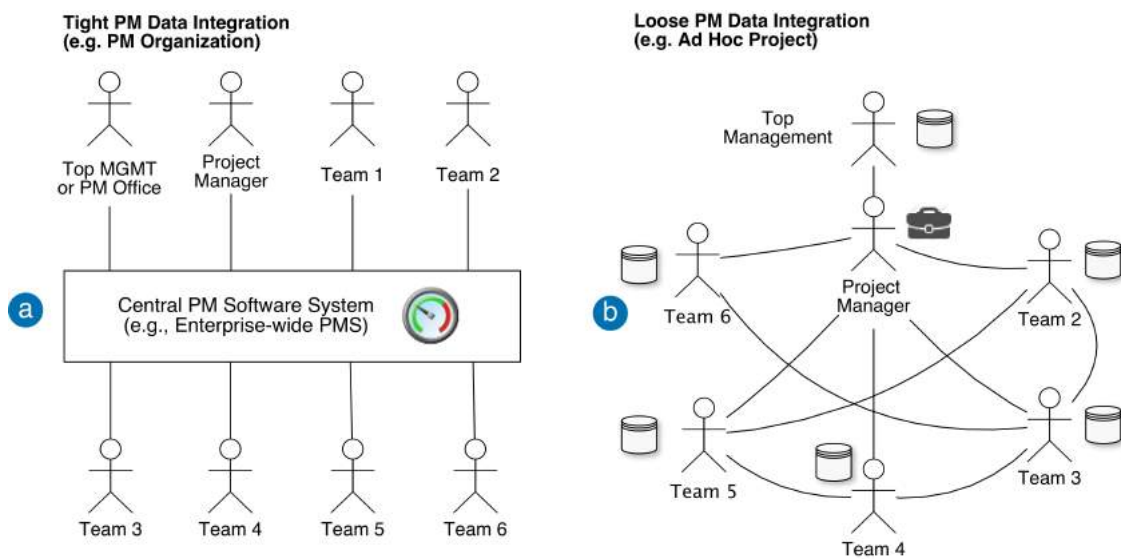 Tight PM Data Integration
(e.g. PM Organization)
Top MGMT
or PM Office
Project
Manager
Team 1
Team 2
a
Central PM Software System
(e.g., Enterprise-wide PMS)
Team 3
Team 4
Team 5
Team 6
Loose PM Data Integration
(e.g. Ad Hoc Project)
Top
Management
b
Project
Manager
Team 6
Team 2
Team 5
Team 3
Team 4